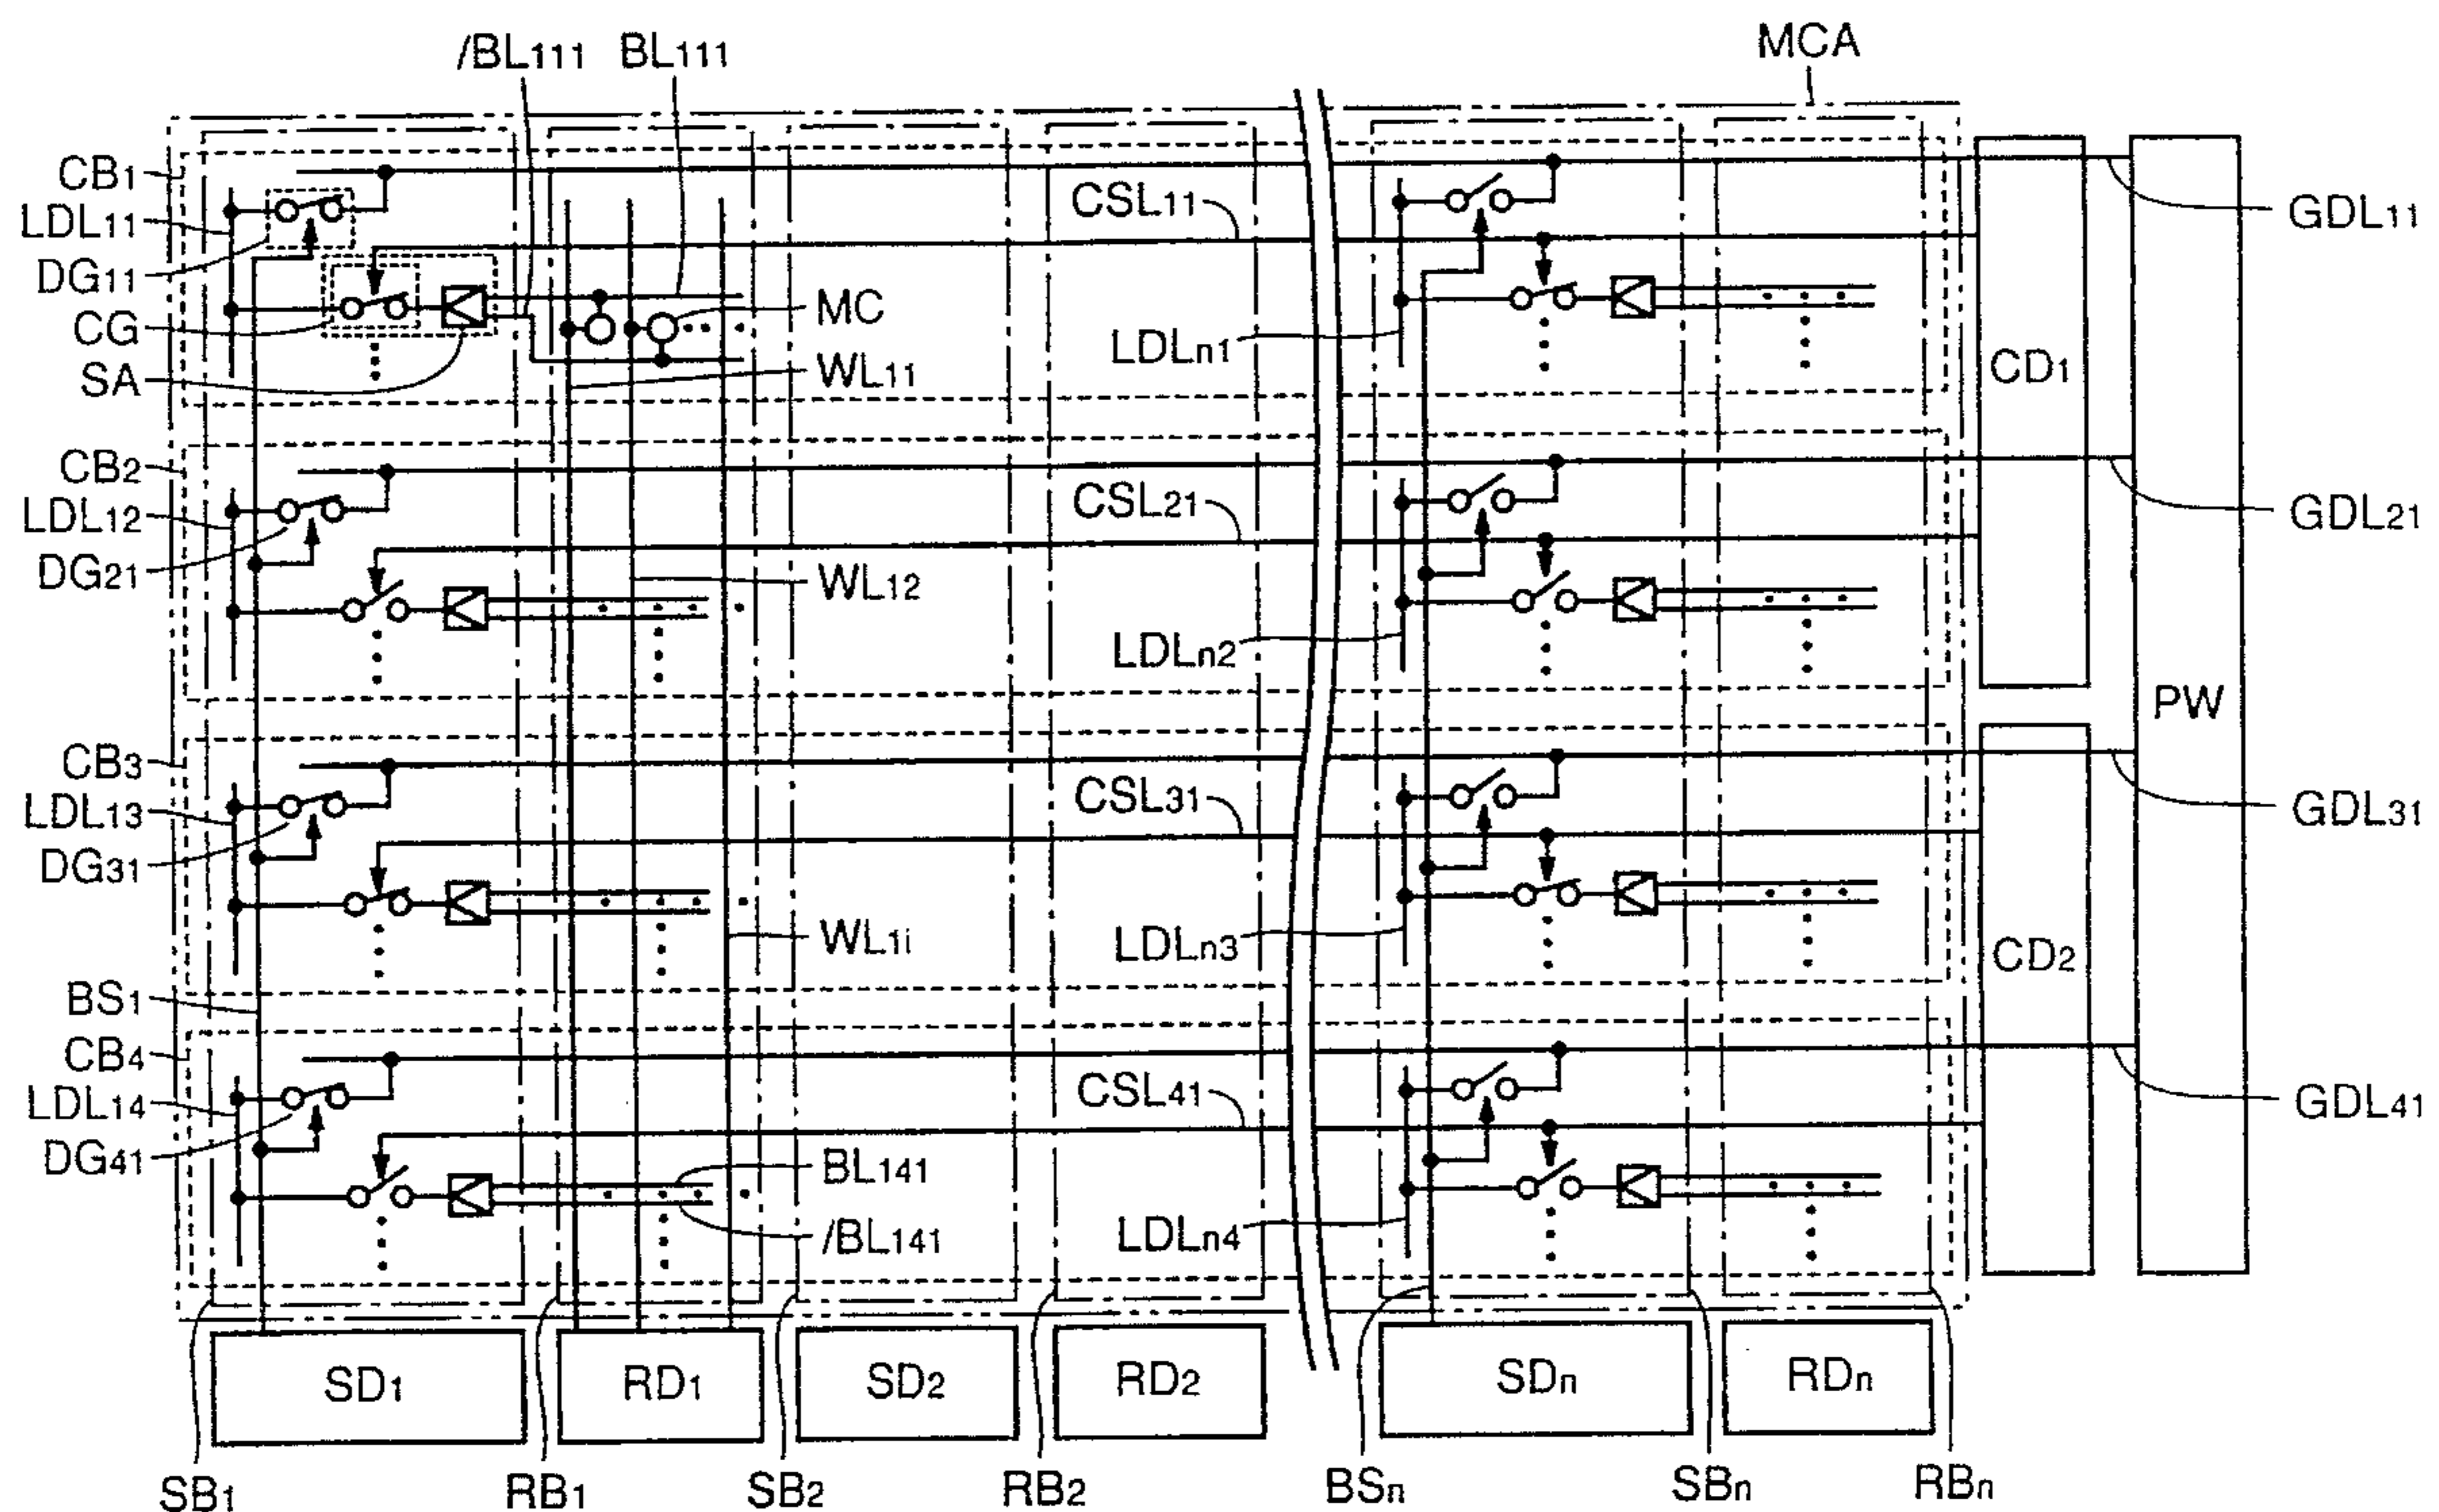 /BL111 BL111 MCA
CB1
LDL11
DG11
CG
SA
CSL11
MC
WL11
LDLn1
CD1
GDL11
CB2
LDL12
DG21
CSL21
WL12
LDLn2
GDL21
PW
CB3
LDL13
DG31
CSL31
WL1i
LDLn3
CD2
GDL31
BS1
CB4
LDL14
DG41
CSL41
BL141
/BL141
LDLn4
GDL41
SD1 RD1 SD2 RD2 SDn RDn
SB1 RB1 SB2 RB2 BSn SBn RBn